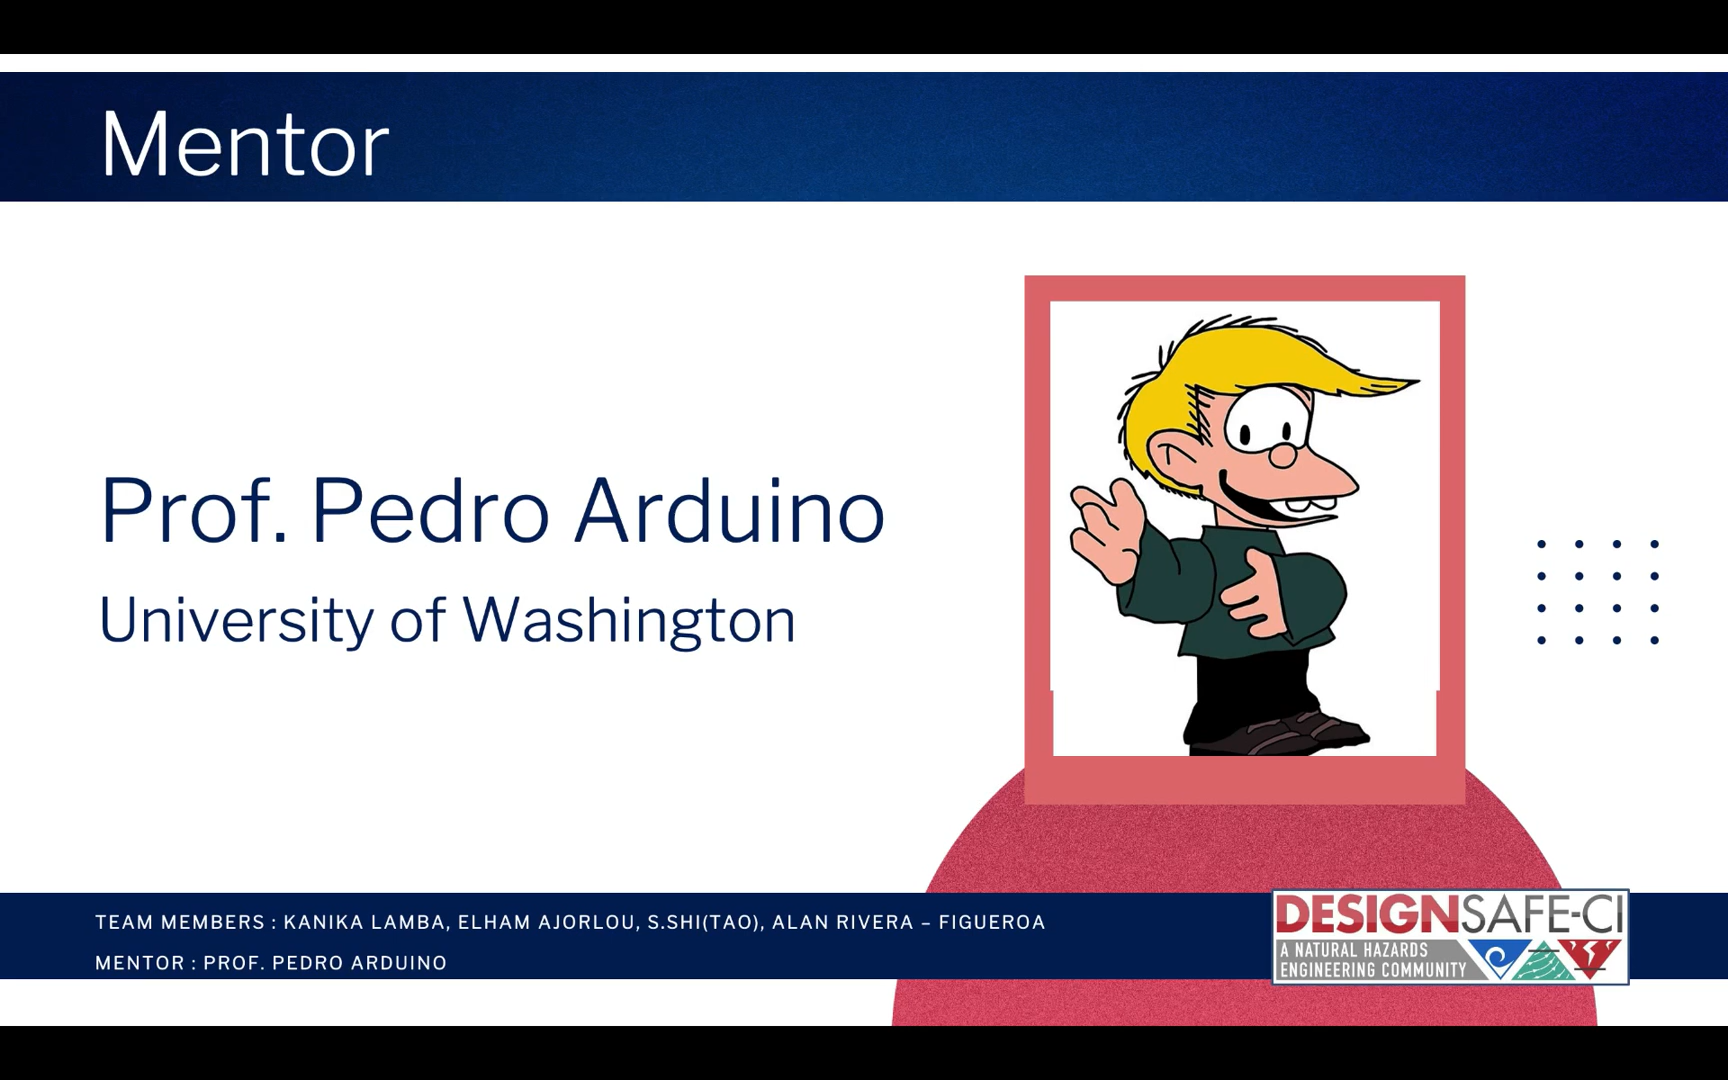 Mentor
Prof. Pedro Arduino
University of Washington
TEAM MEMBERS : KANIKA LAMBA, ELHAM AJORLOU, S.SHI(TAO), ALAN RIVERA – FIGUEROA
MENTOR : PROF. PEDRO ARDUINO
DESIGNSAFE-CI
A NATURAL HAZARDS
ENGINEERING COMMUNITY